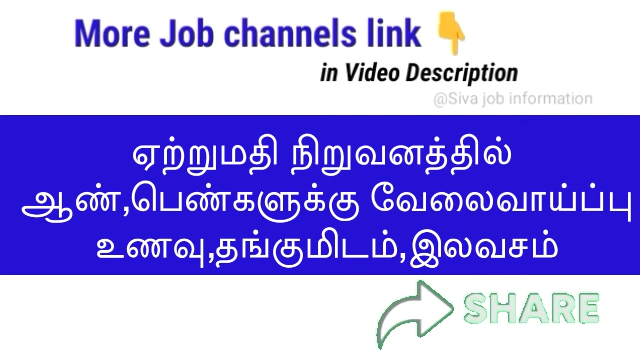 More Job channels link 👇
in Video Description
@Siva job information
ஏற்றுமதி நிறுவனத்தில்
ஆண்,பெண்களுக்கு வேலைவாய்ப்பு
உணவு,தங்குமிடம்,இலவசம்
SHARE